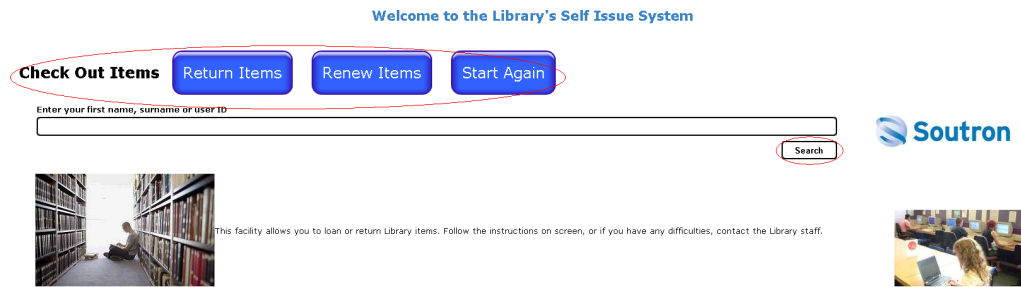 Welcome to the Library's Self Issue System
Check Out Items Return Items Renew Items Start Again
Enter your first name, surname or user ID
Soutron
Search
This facility allows you to loan or return Library items. Follow the instructions on screen, or if you have any difficulties, contact the Library staff.